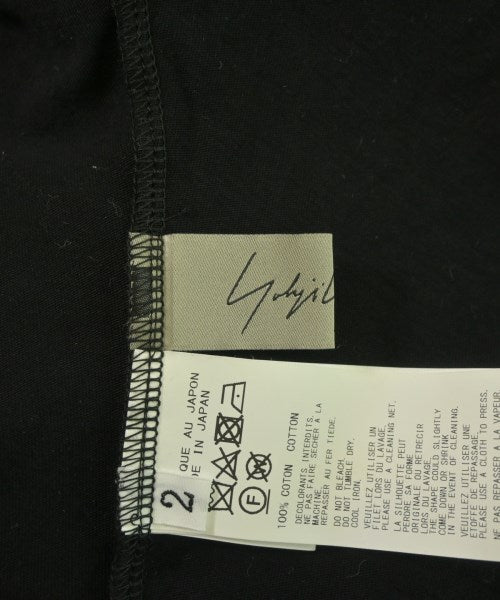 Yohji
QUE AU JAPON
DE IN JAPAN
2
100% COTON COTTON
DECOLORANTS INTERDITS.
NE PAS FAIRE SECHER A LA
MACHINE.
REPASSER AU FER TIEDE.
DO NOT BLEACH.
DO NOT TUMBLE DRY.
COOL IRON.
VEUILLEZ UTILISER UN
FILET LORS DU LAVAGE.
PLEASE USE A CLEANING NET.
LA SILHOUETTE PEUT
PERDRE SA FORME
ORIGINALE OU RETRECIR
LORS DU LAVAGE.
THE SHAPE COULD SLIGHTLY
COME DOWN OR SHRINK
IN THE EVENT OF CLEANING.
VEUILLEZ UTILISER UNE
ETOFFE DE REPASSAGE.
PLEASE USE A CLOTH TO PRESS.
REPASSER A LA VAPEUR